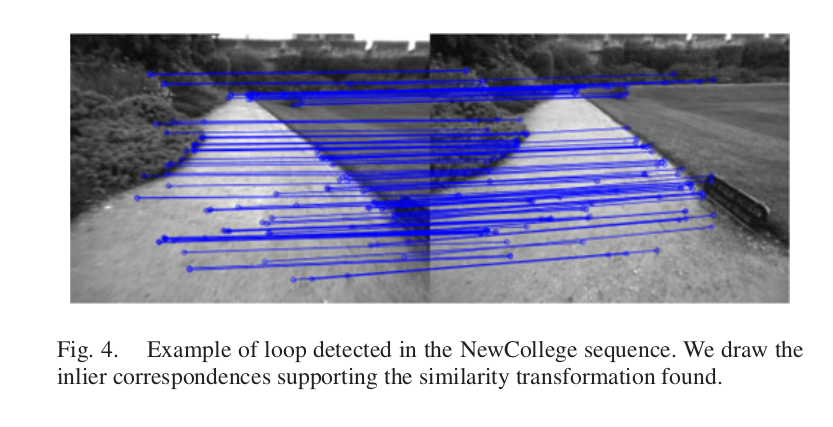 Fig. 4. Example of loop detected in the NewCollege sequence. We draw the
inlier correspondences supporting the similarity transformation found.